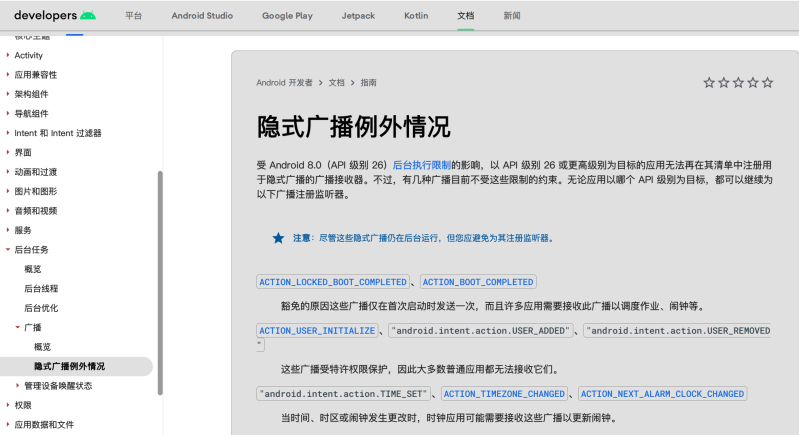 developers 平台 Android Studio Google Play Jetpack Kotlin 文档 新闻
核心主题
Activity
应用兼容性
架构组件
导航组件
Intent 和 Intent 过滤器
界面
动画和过渡
图片和图形
音频和视频
服务
后台任务
概览
后台线程
后台优化
广播
概览
隐式广播例外情况
管理设备唤醒状态
权限
应用数据和文件
Android 开发者 > 文档 > 指南
隐式广播例外情况
受 Android 8.0（API 级别 26）后台执行限制的影响，以 API 级别 26 或更高级别为目标的应用无法再在其清单中注册用
于隐式广播的广播接收器。不过，有几种广播目前不受这些限制的约束。无论应用以哪个 API 级别为目标，都可以继续为
以下广播注册监听器。
注意：尽管这些隐式广播仍在后台运行，但您应避免为其注册监听器。
ACTION_LOCKED_BOOT_COMPLETED、ACTION_BOOT_COMPLETED
豁免的原因这些广播仅在首次启动时发送一次，而且许多应用需要接收此广播以调度作业、闹钟等。
ACTION_USER_INITIALIZE、"android.intent.action.USER_ADDED"、"android.intent.action.USER_REMOVED
"
这些广播受特许权限保护，因此大多数普通应用都无法接收它们。
"android.intent.action.TIME_SET"、ACTION_TIMEZONE_CHANGED、ACTION_NEXT_ALARM_CLOCK_CHANGED
当时间、时区或闹钟发生更改时，时钟应用可能需要接收这些广播以更新闹钟。